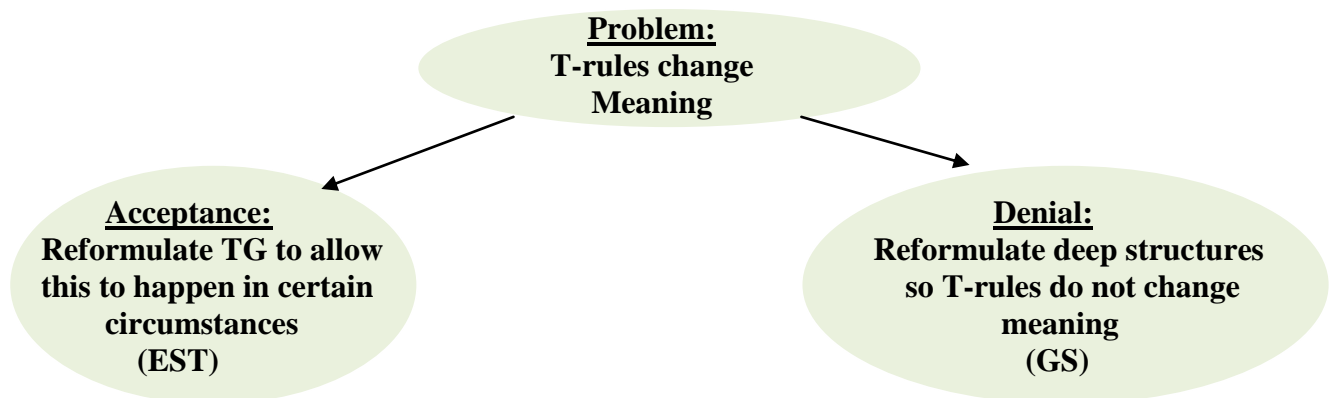 Problem:
T-rules change
Meaning
Acceptance:
Reformulate TG to allow
this to happen in certain
circumstances
(EST)
Denial:
Reformulate deep structures
so T-rules do not change
meaning
(GS)